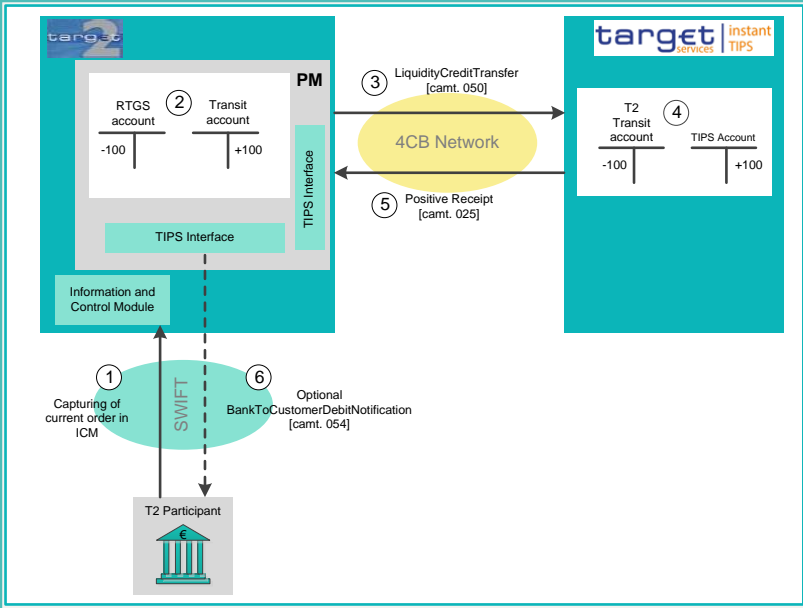 target
2
target
services
instant
TIPS
PM
RTGS
account
2
Transit
account
-100
+100
TIPS Interface
TIPS Interface
Information and
Control Module
3
LiquidityCreditTransfer
[camt. 050]
4CB Network
5
Positive Receipt
[camt. 025]
T2
Transit
account
4
TIPS Account
-100
+100
1
Capturing of
current order in
ICM
SWIFT
6
Optional
BankToCustomerDebitNotification
[camt. 054]
T2 Participant
€